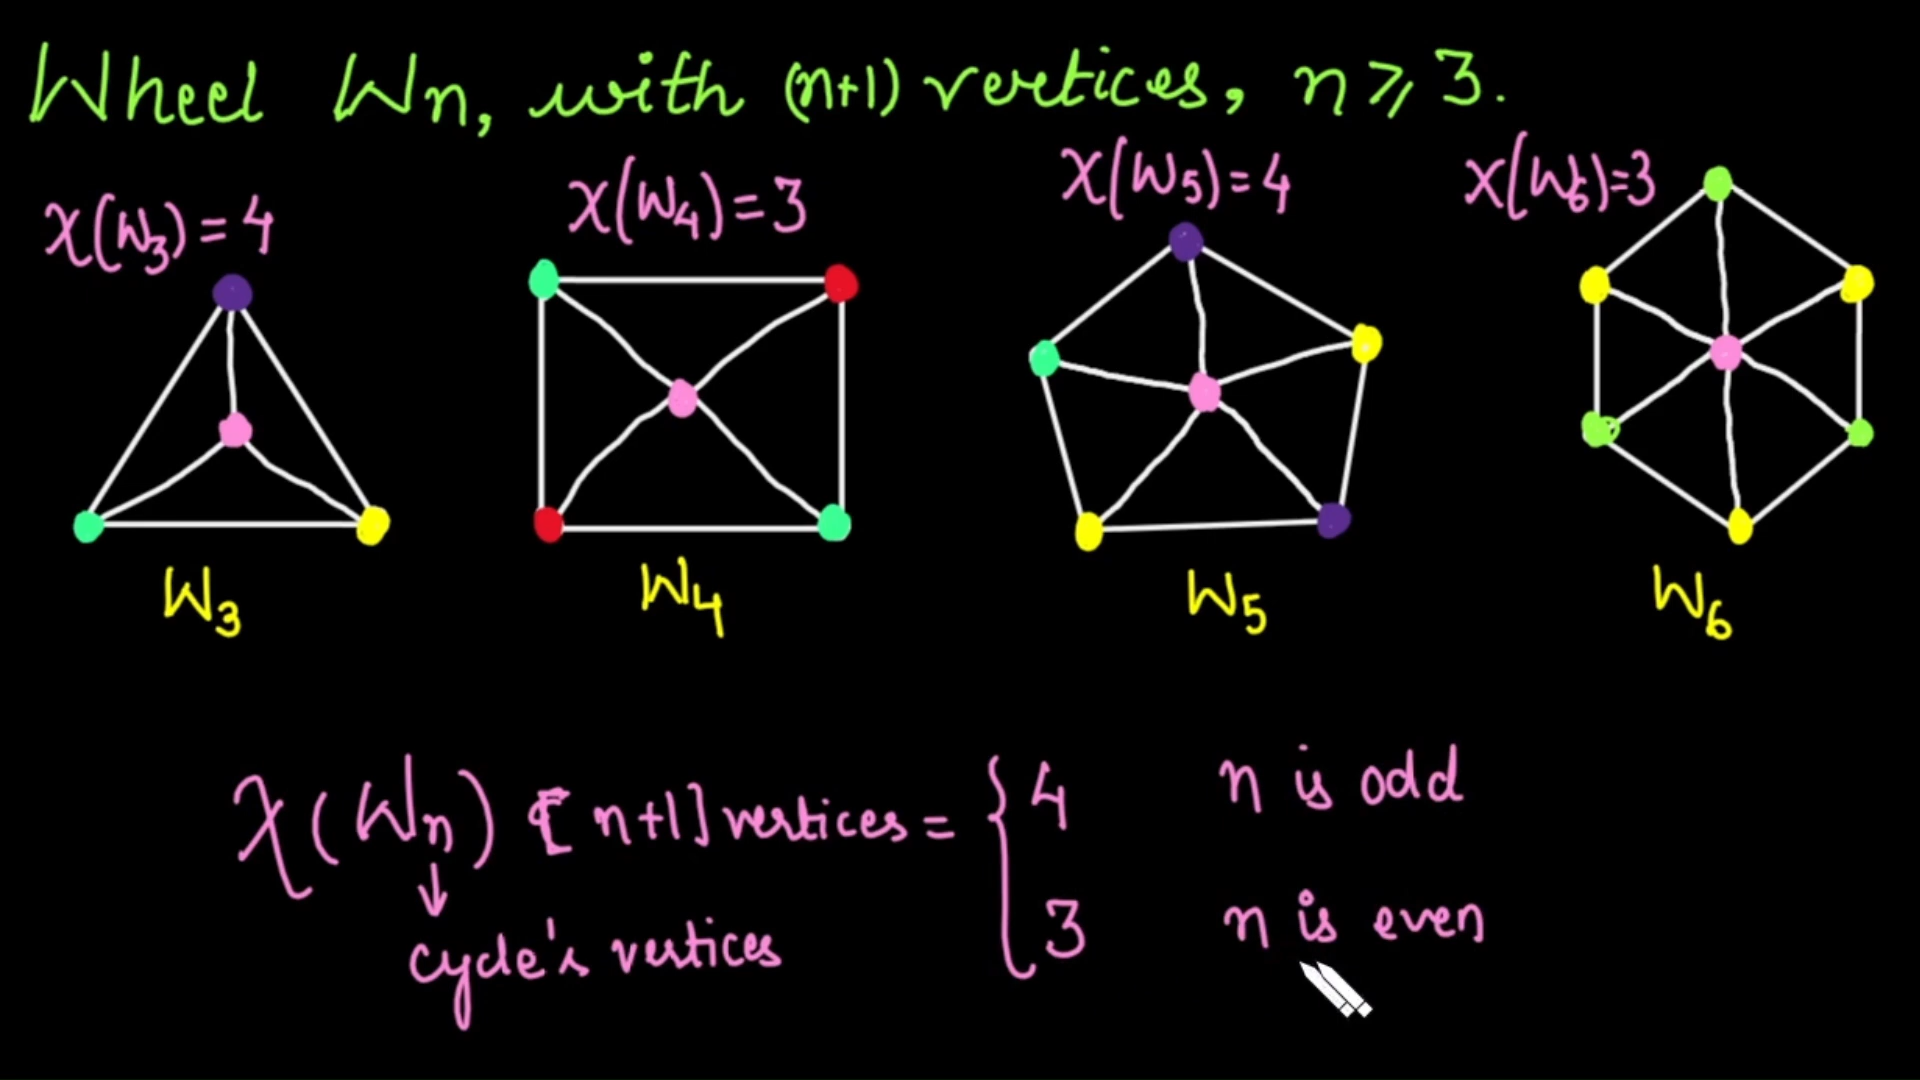 Wheel Wn, with (n+1) vertices, n ⩾ 3.
χ(W₃) = 4
χ(W₄) = 3
χ(W₅) = 4
χ(W₆) = 3
W₃
W₄
W₅
W₆
χ(Wn) [n+1] vertices = { 4 n is odd
3 n is even
↓
cycle's vertices